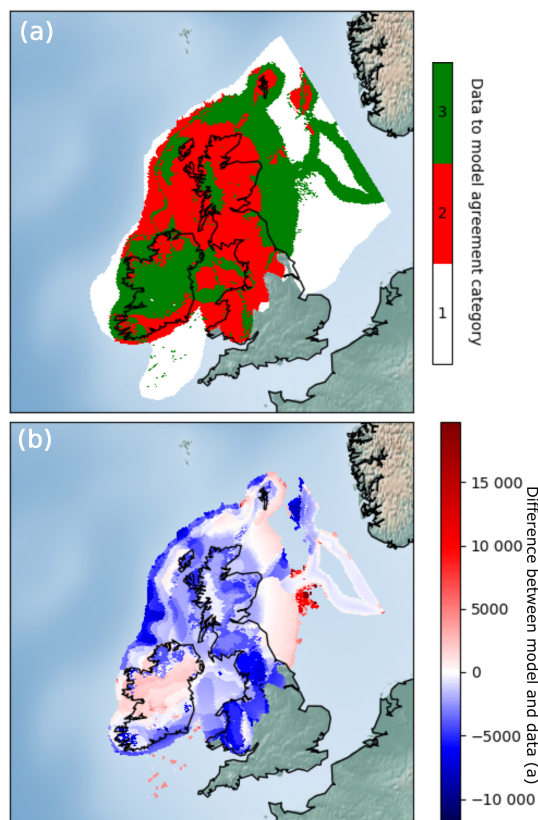 (a)
3
2
1
Data to model agreement category
(b)
15 000
10 000
5000
0
−5000
−10 000
Difference between model and data (a)